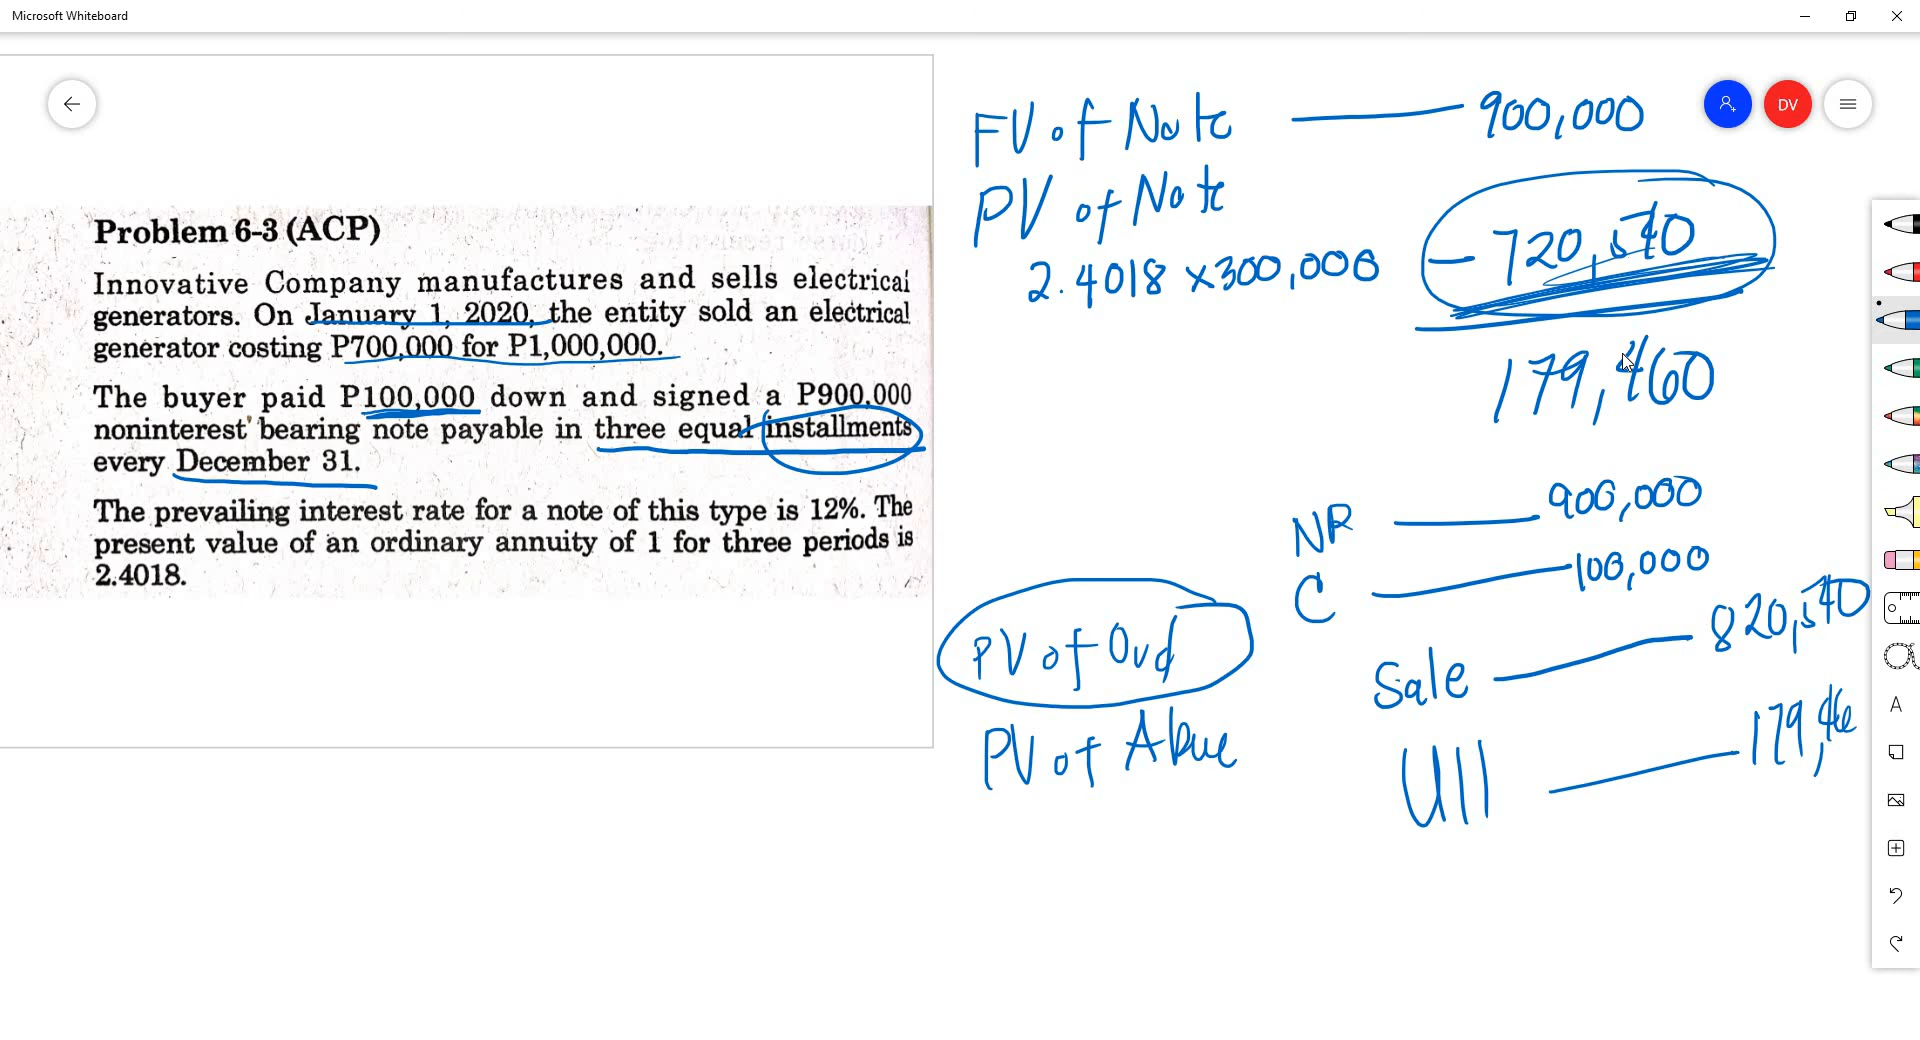 Microsoft Whiteboard
DV
Problem 6-3 (ACP)
Innovative Company manufactures and sells electrical
generators. On January 1, 2020, the entity sold an electrical
generator costing P700,000 for P1,000,000.
The buyer paid P100,000 down and signed a P900,000
noninterest bearing note payable in three equal installments
every December 31.
The prevailing interest rate for a note of this type is 12%. The
present value of an ordinary annuity of 1 for three periods is
2.4018.
FV of Note 900,000
PV of Note
2.4018 x300,000 - 720,540
179,460
NR 900,000
C 100,000
Sale 820,540
UII 179,46
PV of Ord
PV of
A